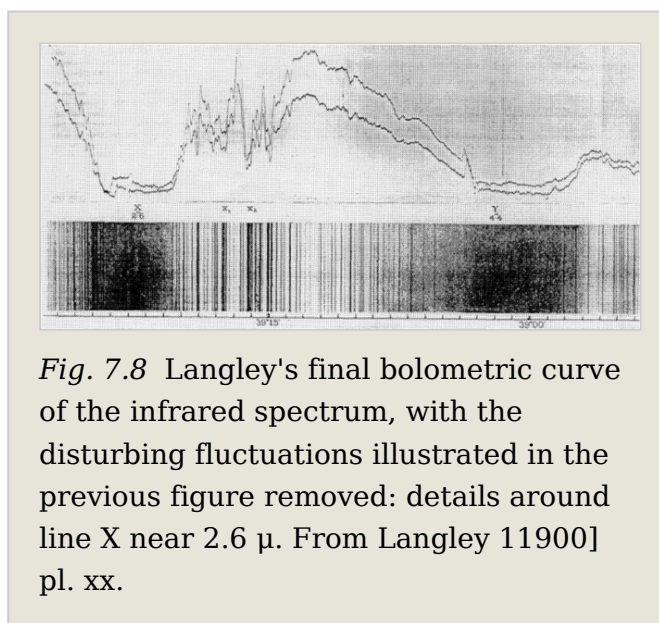 X
2.6
x₁ x₂
Y
4.4
39°15'
39°00'
Fig. 7.8 Langley's final bolometric curve
of the infrared spectrum, with the
disturbing fluctuations illustrated in the
previous figure removed: details around
line X near 2.6 μ. From Langley 11900]
pl. xx.